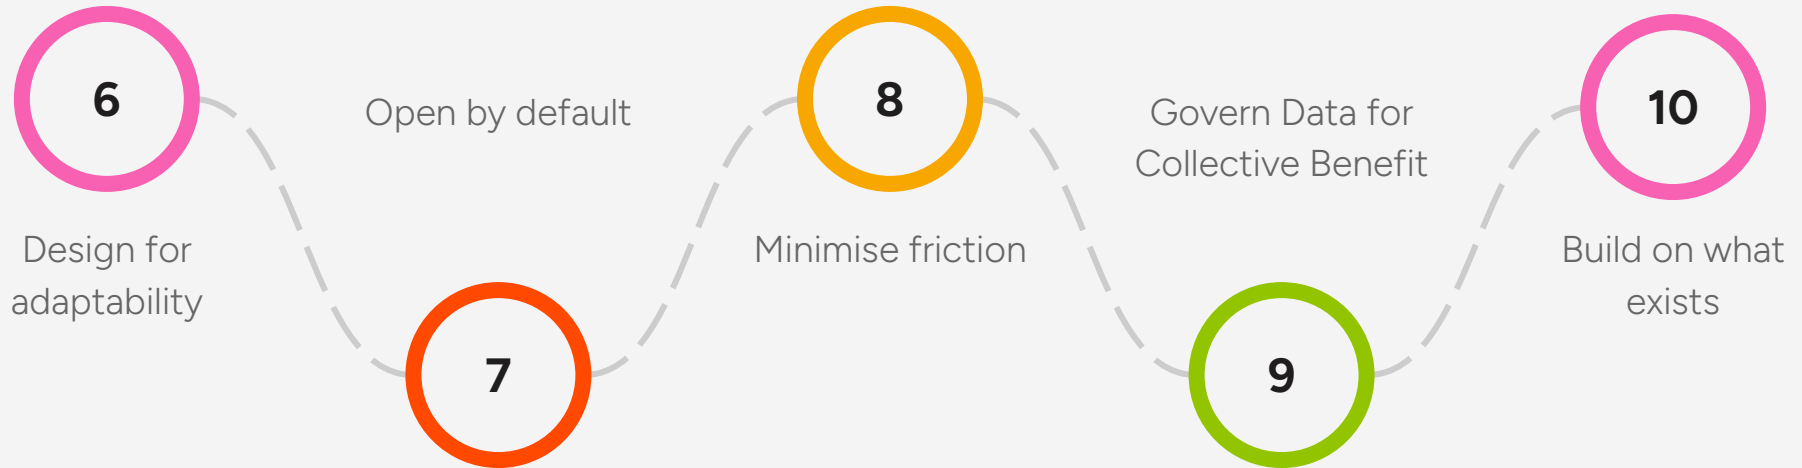 6
Design for
adaptability
7
Open by default
8
Minimise friction
9
Govern Data for
Collective Benefit
10
Build on what
exists